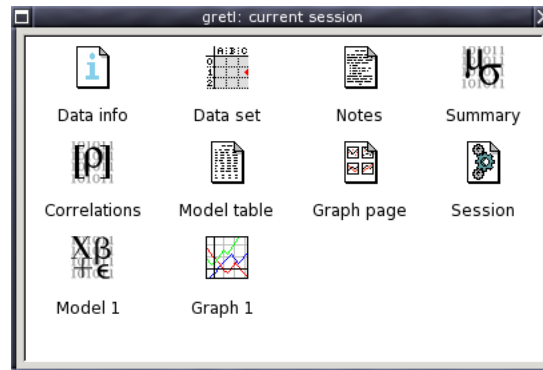 gretl: current session
Data info Data set Notes Summary
Correlations Model table Graph page Session
Model 1 Graph 1